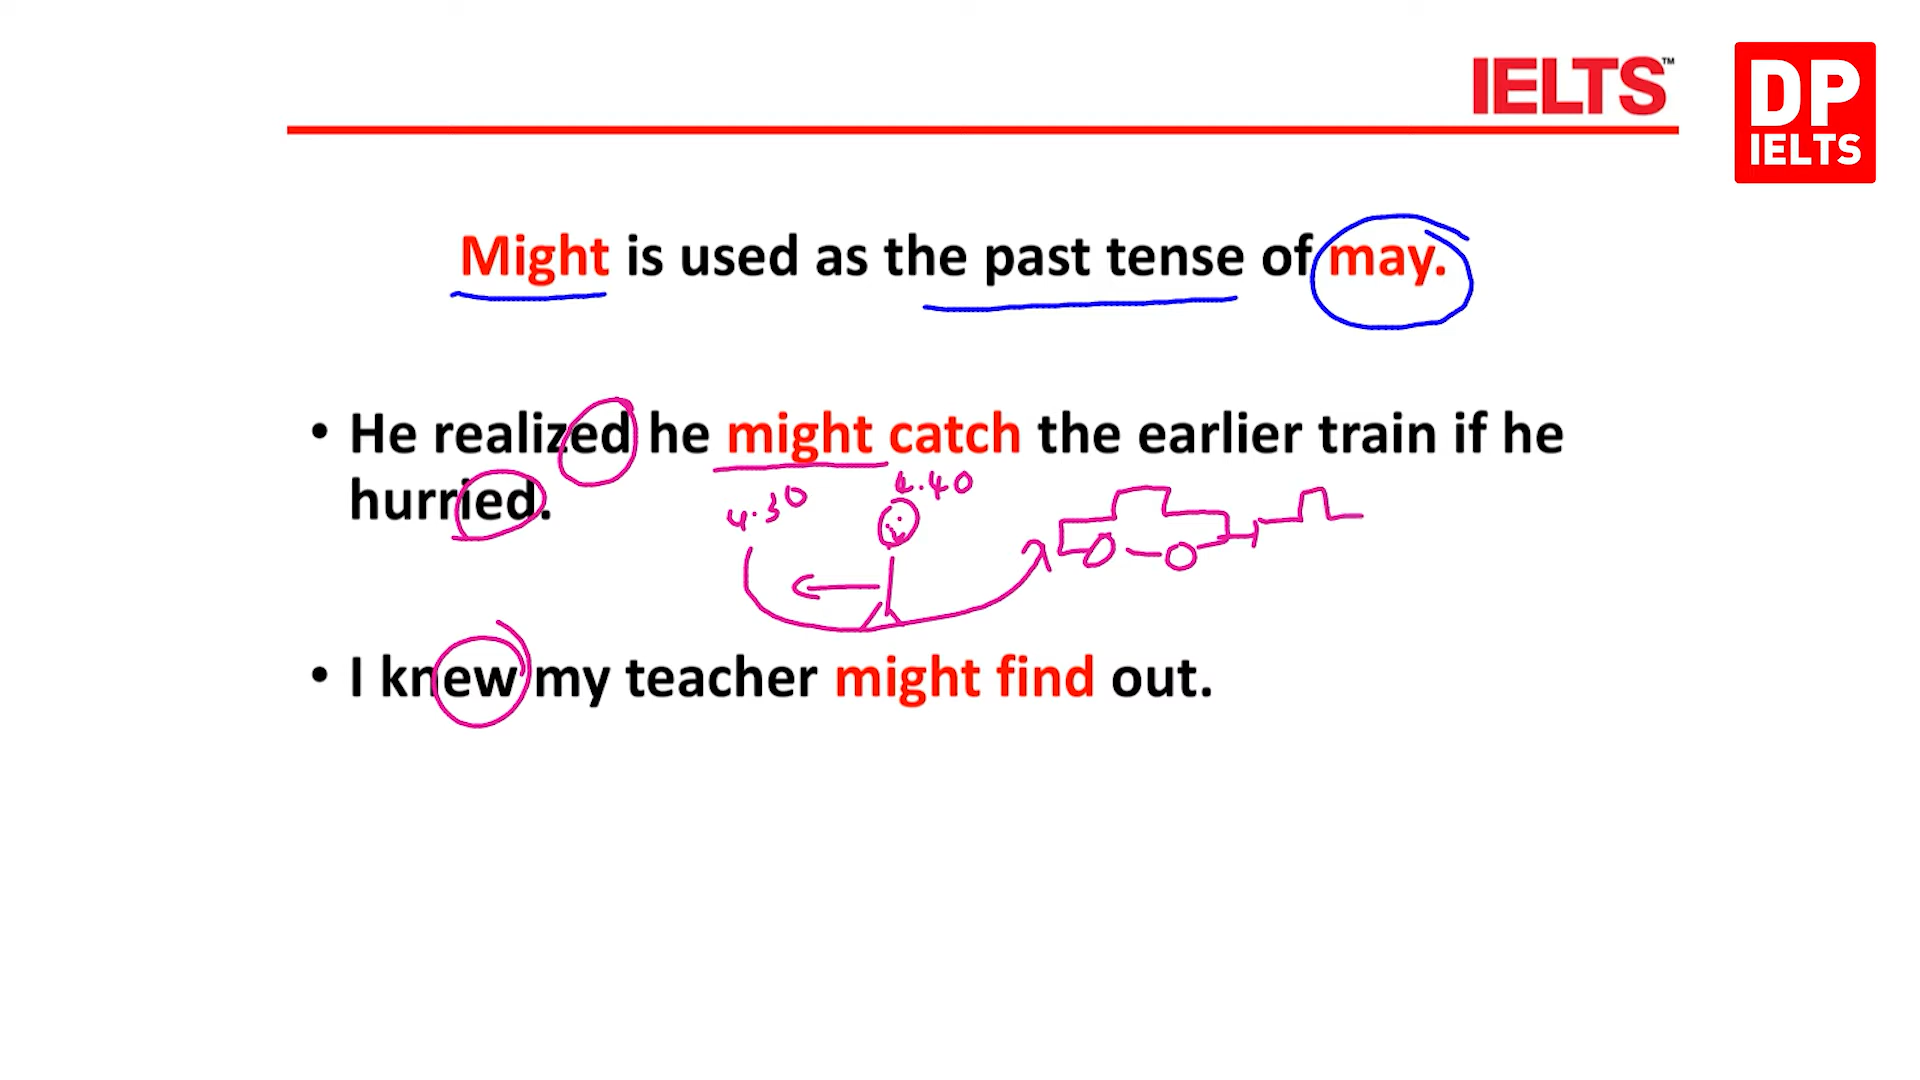 IELTS™
DP
IELTS
Might is used as the past tense of may.
• He realized he might catch the earlier train if he
hurried.
4.30
4.40
• I knew my teacher might find out.